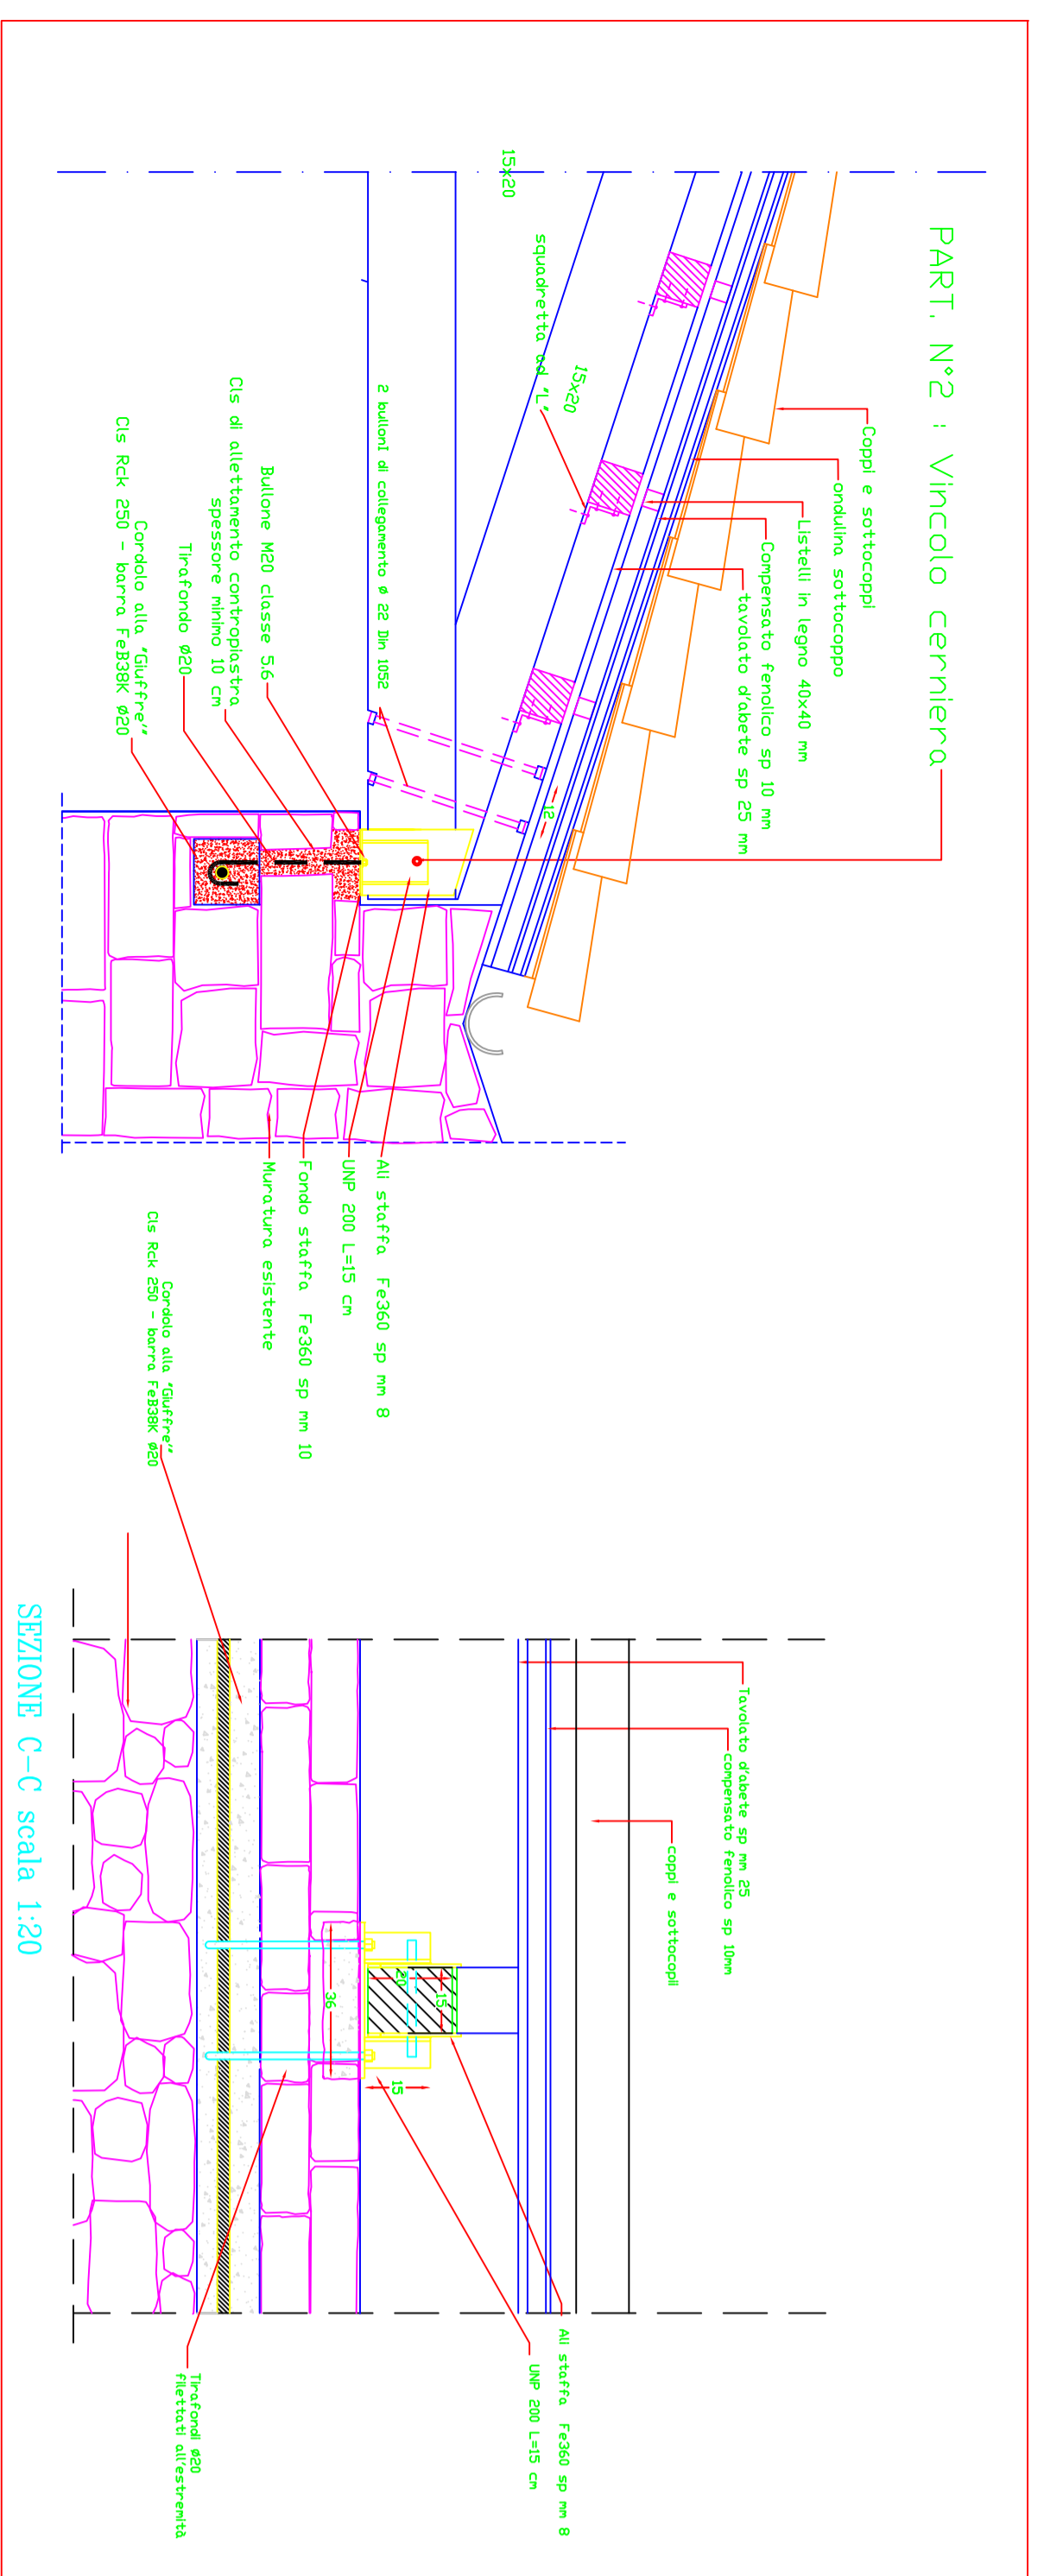 PART. N°2 : Vincolo cerniera
Coppi e sottocoppi
ondulina sottocoppo
Listelli in legno 40x40 mm
Compensato fenolico sp 10 mm
tavolato d'abete sp 25 mm
15x20
squadretta ad "L"
15x20
12
2 bullonI di collegamento ø 22 Din 1052
Bullone M20 classe 5.6
Cls di allettamento contropiastra
spessore minimo 10 cm
Tirafondo ø20
Cordolo alla "Giuffre'"
Cls Rck 250 - barra FeB38K ø20
Ali staffa Fe360 sp mm 8
UNP 200 L=15 cm
Fondo staffa Fe360 sp mm 10
Muratura esistente
Cordolo alla "Giuffre'"
Cls Rck 250 - barra FeB38K ø20
Tavolato d'abete sp mm 25
compensato fenolico sp 10mm
coppi e sottocopii
15
20
36
15
Ali staffa Fe360 sp mm 8
UNP 200 L=15 cm
Tirafondi ø20
filettati all'estremità
SEZIONE C-C scala 1:20